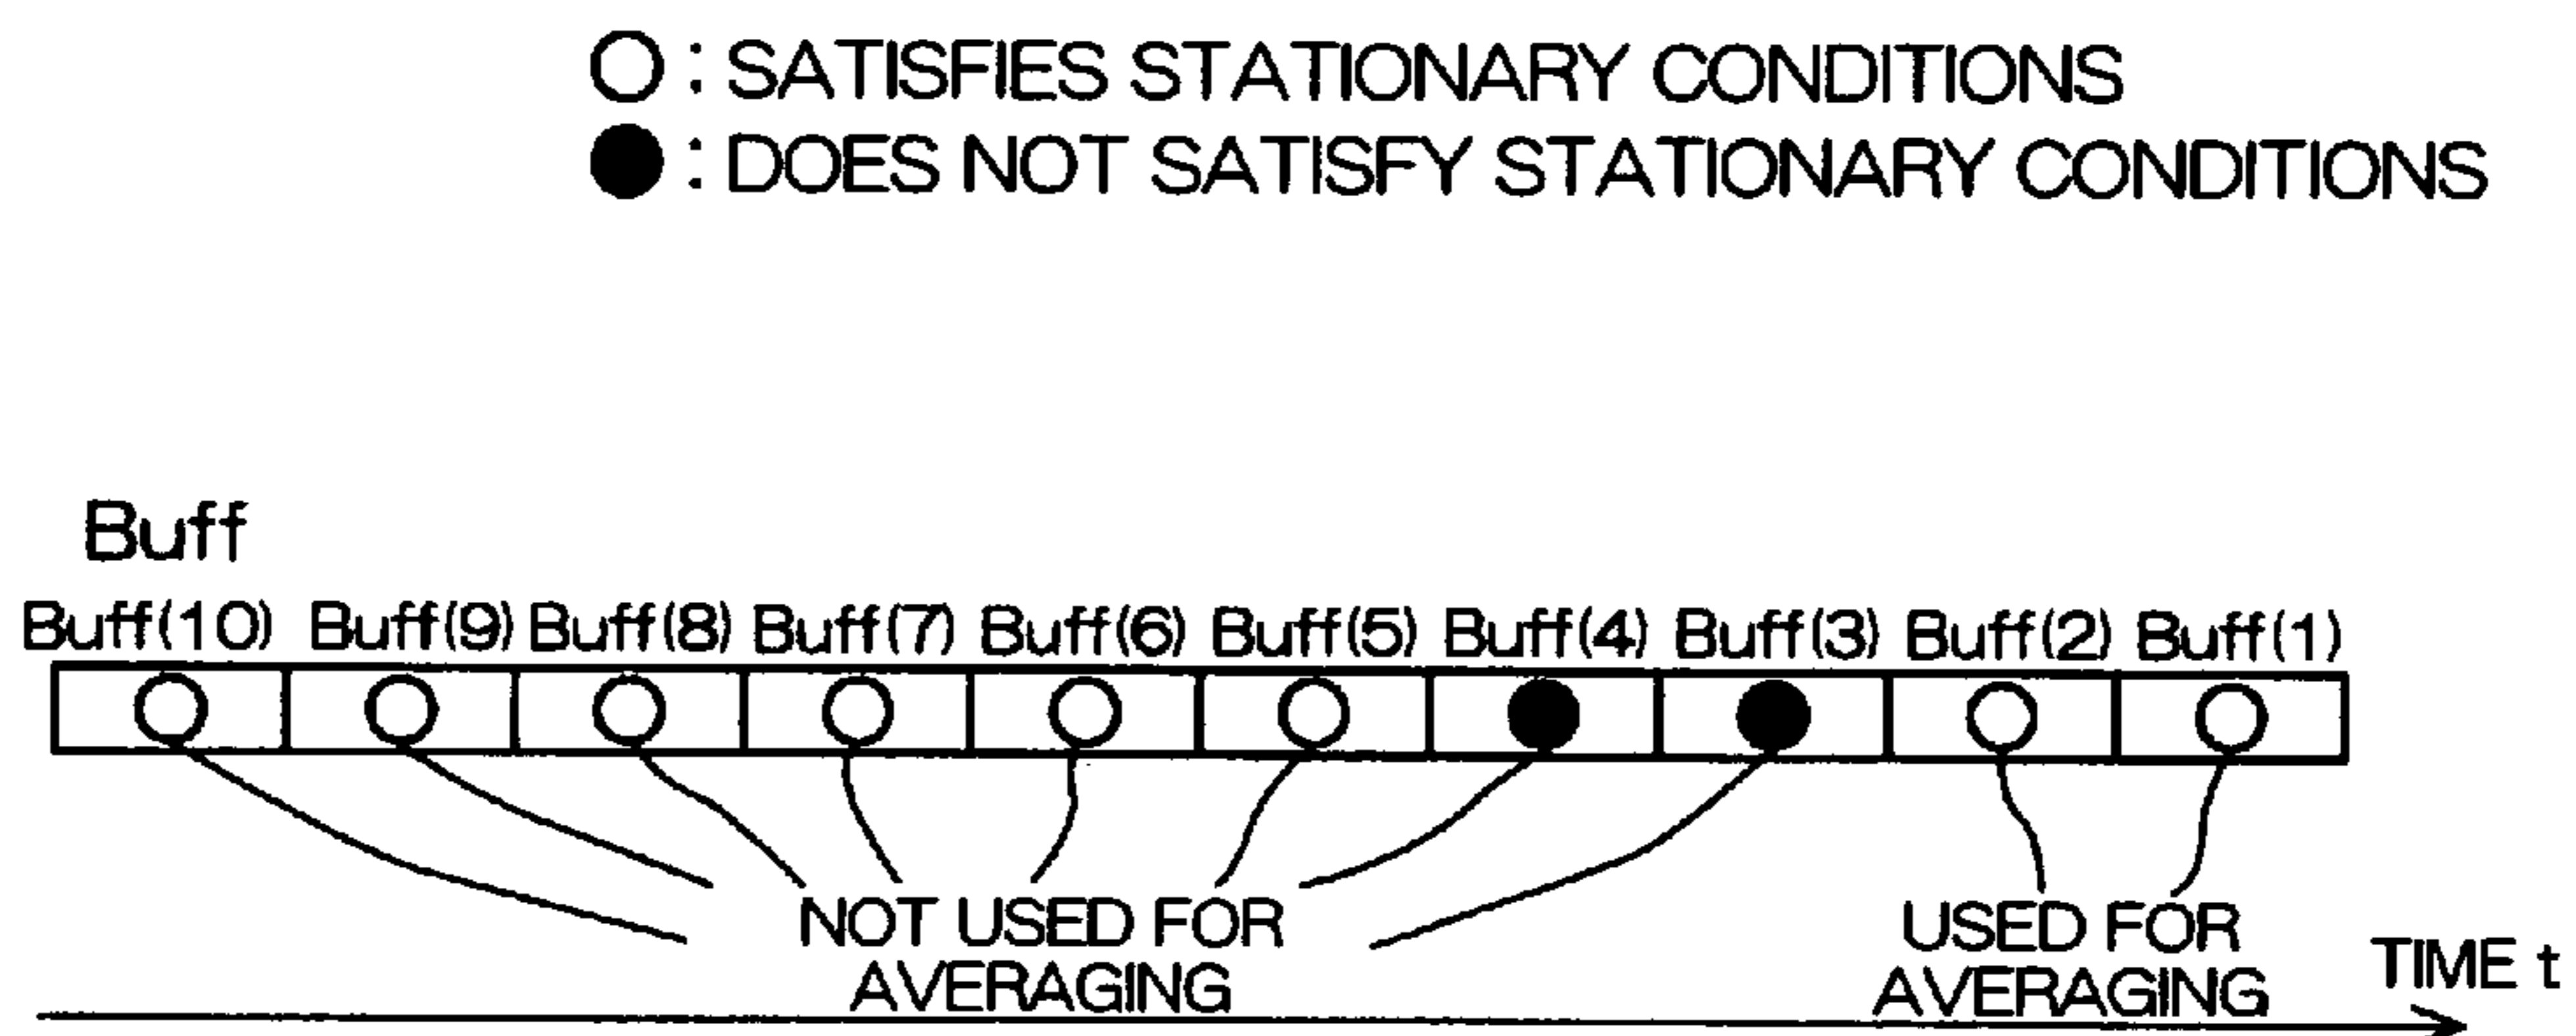 ○ : SATISFIES STATIONARY CONDITIONS
● : DOES NOT SATISFY STATIONARY CONDITIONS
Buff
Buff(10) Buff(9) Buff(8) Buff(7) Buff(6) Buff(5) Buff(4) Buff(3) Buff(2) Buff(1)
NOT USED FOR
AVERAGING
USED FOR
AVERAGING
TIME t